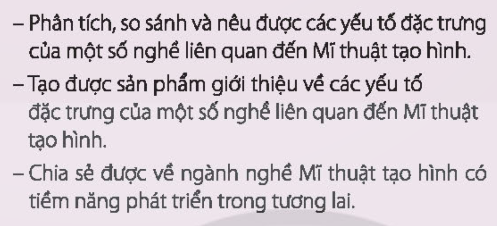 – Phân tích, so sánh và nêu được các yếu tố đặc trưng
của một số nghề liên quan đến Mĩ thuật tạo hình.
– Tạo được sản phẩm giới thiệu về các yếu tố
đặc trưng của một số nghề liên quan đến Mĩ thuật
tạo hình.
– Chia sẻ được về ngành nghề Mĩ thuật tạo hình có
tiềm năng phát triển trong tương lai.